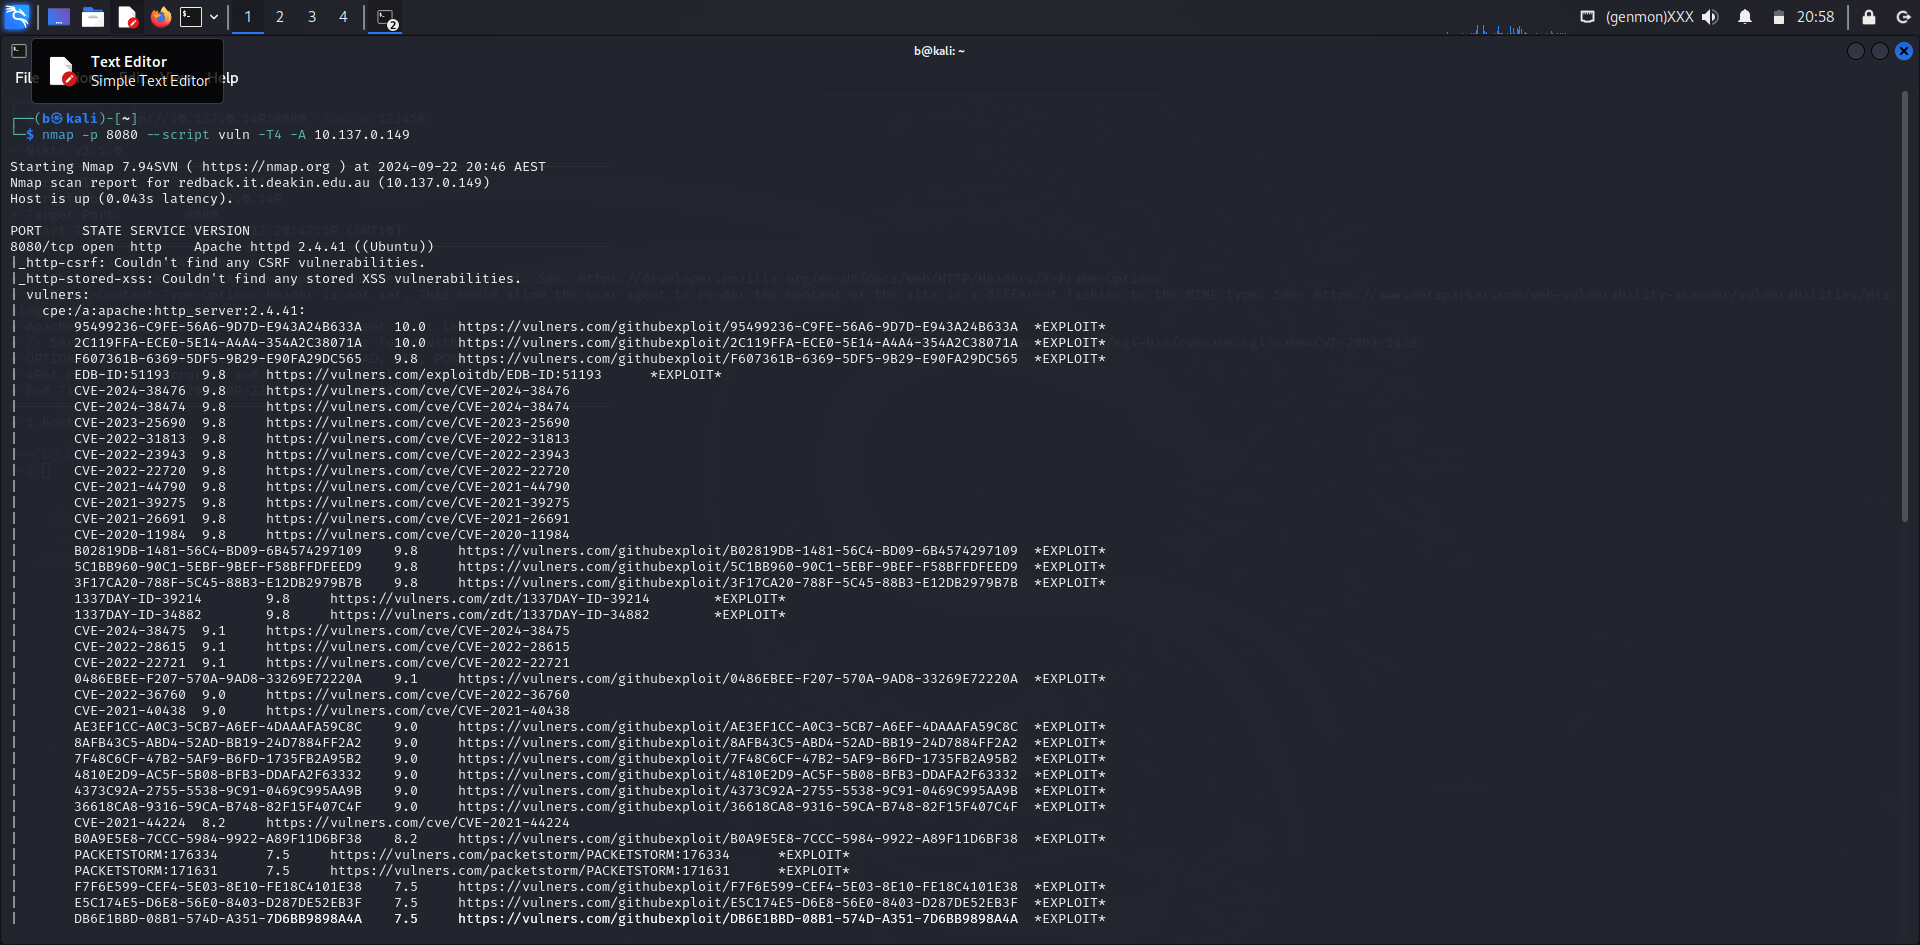 1 2 3 4 2 (genmon)XXX 20:58
b@kali: ~
Text Editor
Simple Text Editor
File Help
(b㉿kali)-[~]
$ nmap -p 8080 --script vuln -T4 -A 10.137.0.149
Starting Nmap 7.94SVN ( https://nmap.org ) at 2024-09-22 20:46 AEST
Nmap scan report for redback.it.deakin.edu.au (10.137.0.149)
Host is up (0.043s latency).
PORT STATE SERVICE VERSION
8080/tcp open http Apache httpd 2.4.41 ((Ubuntu))
|_http-csrf: Couldn't find any CSRF vulnerabilities.
|_http-stored-xss: Couldn't find any stored XSS vulnerabilities.
| vulners:
| cpe:/a:apache:http_server:2.4.41:
| 95499236-C9FE-56A6-9D7D-E943A24B633A 10.0 https://vulners.com/githubexploit/95499236-C9FE-56A6-9D7D-E943A24B633A *EXPLOIT*
| 2C119FFA-ECE0-5E14-A4A4-354A2C38071A 10.0 https://vulners.com/githubexploit/2C119FFA-ECE0-5E14-A4A4-354A2C38071A *EXPLOIT*
| F607361B-6369-5DF5-9B29-E90FA29DC565 9.8 https://vulners.com/githubexploit/F607361B-6369-5DF5-9B29-E90FA29DC565 *EXPLOIT*
| EDB-ID:51193 9.8 https://vulners.com/exploitdb/EDB-ID:51193 *EXPLOIT*
| CVE-2024-38476 9.8 https://vulners.com/cve/CVE-2024-38476
| CVE-2024-38474 9.8 https://vulners.com/cve/CVE-2024-38474
| CVE-2023-25690 9.8 https://vulners.com/cve/CVE-2023-25690
| CVE-2022-31813 9.8 https://vulners.com/cve/CVE-2022-31813
| CVE-2022-23943 9.8 https://vulners.com/cve/CVE-2022-23943
| CVE-2022-22720 9.8 https://vulners.com/cve/CVE-2022-22720
| CVE-2021-44790 9.8 https://vulners.com/cve/CVE-2021-44790
| CVE-2021-39275 9.8 https://vulners.com/cve/CVE-2021-39275
| CVE-2021-26691 9.8 https://vulners.com/cve/CVE-2021-26691
| CVE-2020-11984 9.8 https://vulners.com/cve/CVE-2020-11984
| B02819DB-1481-56C4-BD09-6B4574297109 9.8 https://vulners.com/githubexploit/B02819DB-1481-56C4-BD09-6B4574297109 *EXPLOIT*
| 5C1BB960-90C1-5EBF-9BEF-F58BFFDFEED9 9.8 https://vulners.com/githubexploit/5C1BB960-90C1-5EBF-9BEF-F58BFFDFEED9 *EXPLOIT*
| 3F17CA20-788F-5C45-88B3-E12DB2979B7B 9.8 https://vulners.com/githubexploit/3F17CA20-788F-5C45-88B3-E12DB2979B7B *EXPLOIT*
| 1337DAY-ID-39214 9.8 https://vulners.com/zdt/1337DAY-ID-39214 *EXPLOIT*
| 1337DAY-ID-34882 9.8 https://vulners.com/zdt/1337DAY-ID-34882 *EXPLOIT*
| CVE-2024-38475 9.1 https://vulners.com/cve/CVE-2024-38475
| CVE-2022-28615 9.1 https://vulners.com/cve/CVE-2022-28615
| CVE-2022-22721 9.1 https://vulners.com/cve/CVE-2022-22721
| 0486EBEE-F207-570A-9AD8-33269E72220A 9.1 https://vulners.com/githubexploit/0486EBEE-F207-570A-9AD8-33269E72220A *EXPLOIT*
| CVE-2022-36760 9.0 https://vulners.com/cve/CVE-2022-36760
| CVE-2021-40438 9.0 https://vulners.com/cve/CVE-2021-40438
| AE3EF1CC-A0C3-5CB7-A6EF-4DAAAFA59C8C 9.0 https://vulners.com/githubexploit/AE3EF1CC-A0C3-5CB7-A6EF-4DAAAFA59C8C *EXPLOIT*
| 8AFB43C5-ABD4-52AD-BB19-24D7884FF2A2 9.0 https://vulners.com/githubexploit/8AFB43C5-ABD4-52AD-BB19-24D7884FF2A2 *EXPLOIT*
| 7F48C6CF-47B2-5AF9-B6FD-1735FB2A95B2 9.0 https://vulners.com/githubexploit/7F48C6CF-47B2-5AF9-B6FD-1735FB2A95B2 *EXPLOIT*
| 4810E2D9-AC5F-5B08-BFB3-DDAFA2F63332 9.0 https://vulners.com/githubexploit/4810E2D9-AC5F-5B08-BFB3-DDAFA2F63332 *EXPLOIT*
| 4373C92A-2755-5538-9C91-0469C995AA9B 9.0 https://vulners.com/githubexploit/4373C92A-2755-5538-9C91-0469C995AA9B *EXPLOIT*
| 36618CA8-9316-59CA-B748-82F15F407C4F 9.0 https://vulners.com/githubexploit/36618CA8-9316-59CA-B748-82F15F407C4F *EXPLOIT*
| CVE-2021-44224 8.2 https://vulners.com/cve/CVE-2021-44224
| B0A9E5E8-7CCC-5984-9922-A89F11D6BF38 8.2 https://vulners.com/githubexploit/B0A9E5E8-7CCC-5984-9922-A89F11D6BF38 *EXPLOIT*
| PACKETSTORM:176334 7.5 https://vulners.com/packetstorm/PACKETSTORM:176334 *EXPLOIT*
| PACKETSTORM:171631 7.5 https://vulners.com/packetstorm/PACKETSTORM:171631 *EXPLOIT*
| F7F6E599-CEF4-5E03-8E10-FE18C4101E38 7.5 https://vulners.com/githubexploit/F7F6E599-CEF4-5E03-8E10-FE18C4101E38 *EXPLOIT*
| E5C174E5-D6E8-56E0-8403-D287DE52EB3F 7.5 https://vulners.com/githubexploit/E5C174E5-D6E8-56E0-8403-D287DE52EB3F *EXPLOIT*
| DB6E1BBD-08B1-574D-A351-7D6BB9898A4A 7.5 https://vulners.com/githubexploit/DB6E1BBD-08B1-574D-A351-7D6BB9898A4A *EXPLOIT*